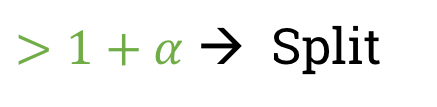 > 1 + α → Split